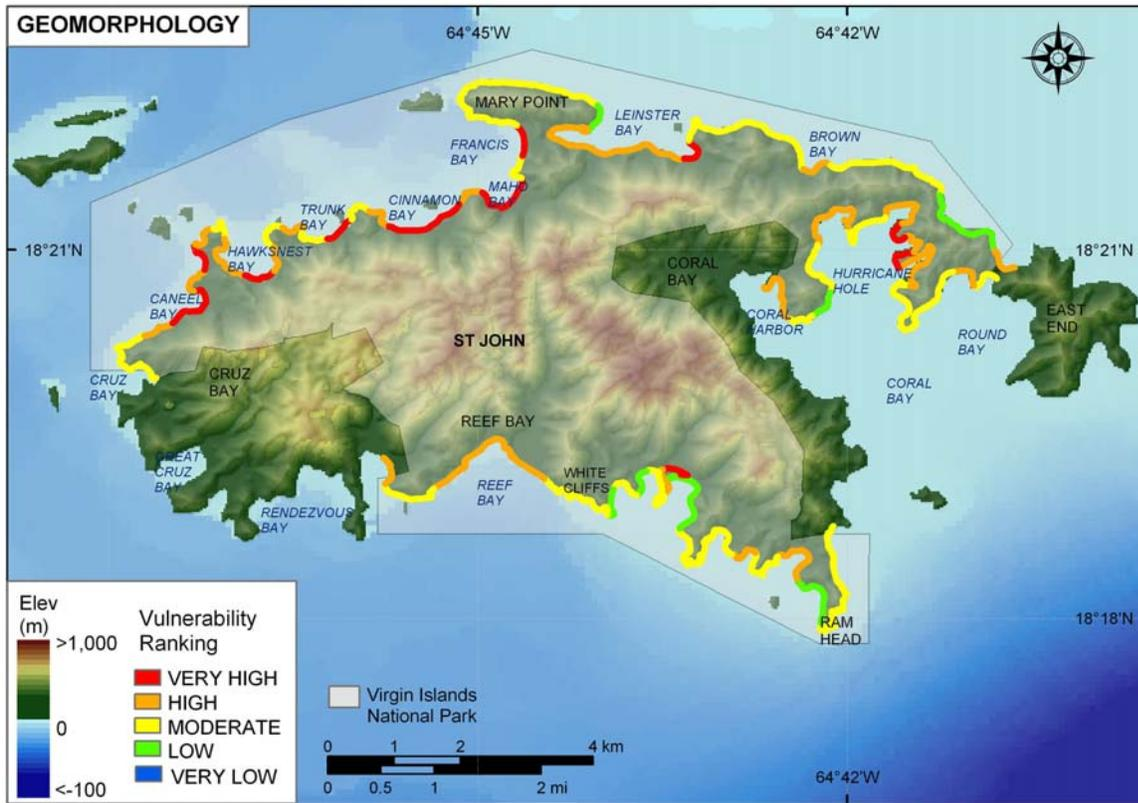 GEOMORPHOLOGY
64°45'W
64°42'W
MARY POINT
LEINSTER
BAY
FRANCIS
BAY
BROWN
BAY
MAHO
BAY
CINNAMON
BAY
TRUNK
BAY
18°21'N
18°21'N
HAWKSNEST
BAY
CORAL
BAY
HURRICANE
HOLE
CANEEL
BAY
CORAL
HARBOR
EAST
END
ROUND
BAY
ST JOHN
CRUZ
BAY
CRUZ
BAY
CORAL
BAY
REEF BAY
GREAT
CRUZ
BAY
WHITE
CLIFFS
REEF
BAY
RENDEZVOUS
BAY
18°18'N
RAM
HEAD
Elev
(m)
>1,000
0
<-100
Vulnerability
Ranking
VERY HIGH
HIGH
MODERATE
LOW
VERY LOW
Virgin Islands
National Park
0 1 2 4 km
0 0.5 1 2 mi
64°42'W